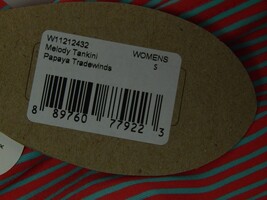 W11212432
Melody Tankini WOMENS
Papaya Tradewinds S
8 89760 77922 3